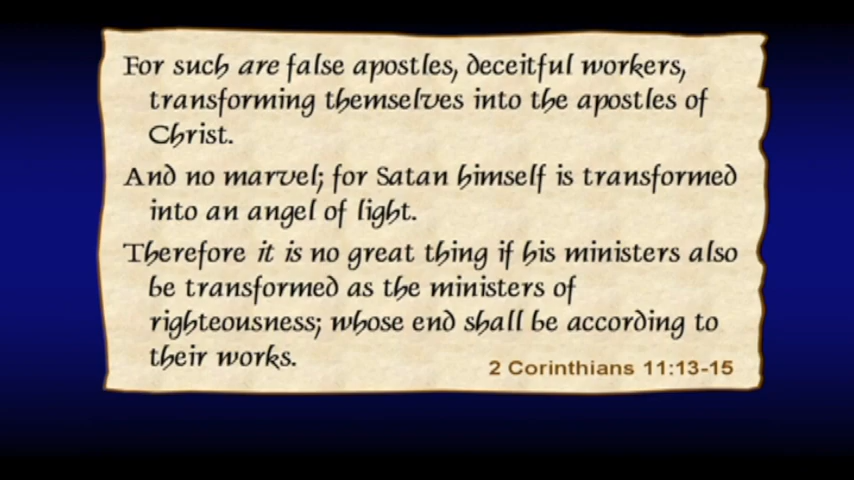 For such are false apostles, deceitful workers,
transforming themselves into the apostles of
Christ.
And no marvel; for Satan himself is transformed
into an angel of light.
Therefore it is no great thing if his ministers also
be transformed as the ministers of
righteousness; whose end shall be according to
their works.
2 Corinthians 11:13-15